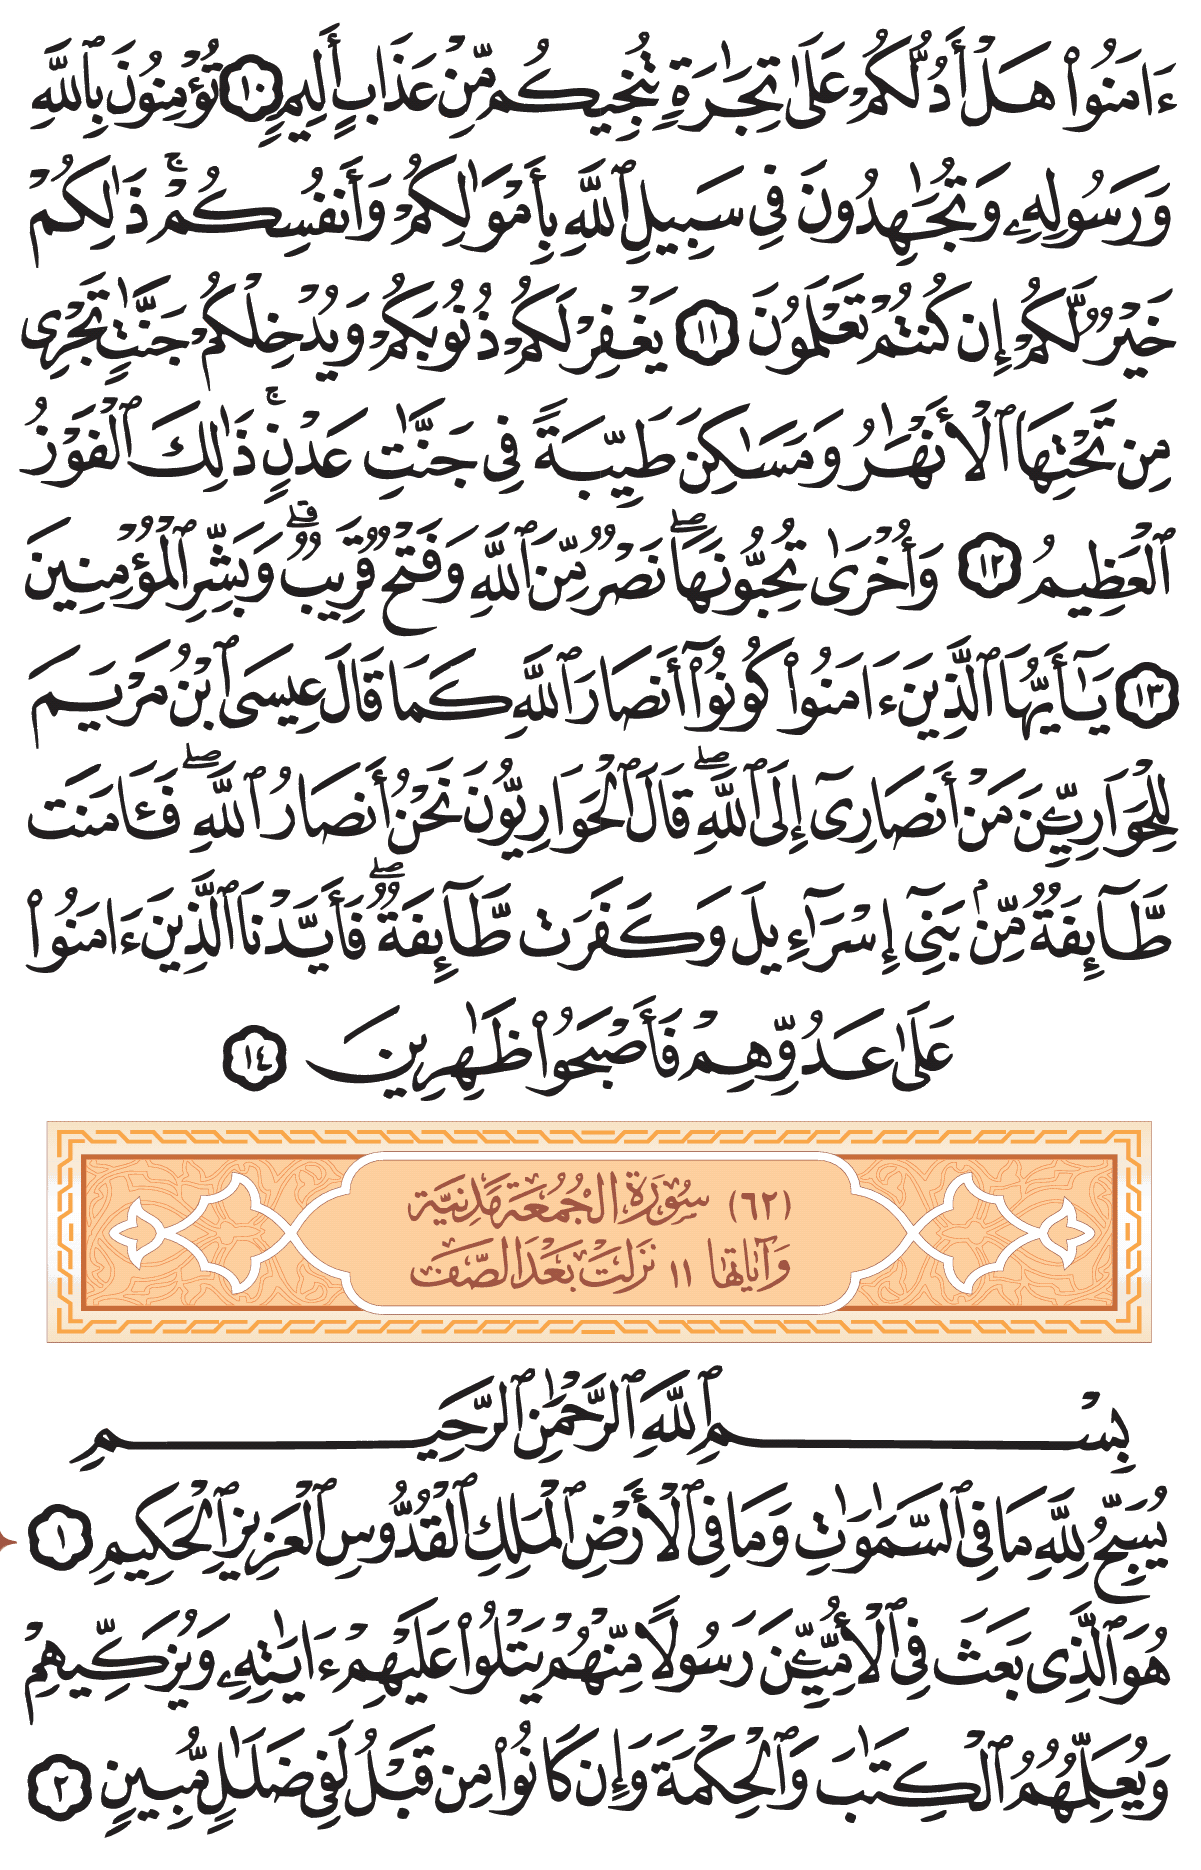 ءَامَنُوا۟ هَلْ أَدُلُّكُمْ عَلَىٰ تِجَٰرَةٍ تُنجِيكُم مِّنْ عَذَابٍ أَلِيمٍ ١٠ تُؤْمِنُونَ بِٱللَّهِ
وَرَسُولِهِۦ وَتُجَٰهِدُونَ فِى سَبِيلِ ٱللَّهِ بِأَمْوَٰلِكُمْ وَأَنفُسِكُمْ ۚ ذَٰلِكُمْ
خَيْرٌ لَّكُمْ إِن كُنتُمْ تَعْلَمُونَ ١١ يَغْفِرْ لَكُمْ ذُنُوبَكُمْ وَيُدْخِلْكُمْ جَنَّٰتٍ تَجْرِى
مِن تَحْتِهَا ٱلْأَنْهَٰرُ وَمَسَٰكِنَ طَيِّبَةً فِى جَنَّٰتِ عَدْنٍ ۚ ذَٰلِكَ ٱلْفَوْزُ
ٱلْعَظِيمُ ١٢ وَأُخْرَىٰ تُحِبُّونَهَا ۖ نَصْرٌ مِّنَ ٱللَّهِ وَفَتْحٌ قَرِيبٌ ۗ وَبَشِّرِ ٱلْمُؤْمِنِينَ
١٣ يَٰٓأَيُّهَا ٱلَّذِينَ ءَامَنُوا۟ كُونُوٓا۟ أَنصَارَ ٱللَّهِ كَمَا قَالَ عِيسَى ٱبْنُ مَرْيَمَ
لِلْحَوَارِيِّۦنَ مَنْ أَنصَارِىٓ إِلَى ٱللَّهِ ۖ قَالَ ٱلْحَوَارِيُّونَ نَحْنُ أَنصَارُ ٱللَّهِ ۖ فَـَٔامَنَت
طَّآئِفَةٌ مِّنۢ بَنِىٓ إِسْرَٰٓءِيلَ وَكَفَرَت طَّآئِفَةٌ ۖ فَأَيَّدْنَا ٱلَّذِينَ ءَامَنُوا۟
عَلَىٰ عَدُوِّهِمْ فَأَصْبَحُوا۟ ظَٰهِرِينَ ١٤
(٦٢) سُورَةُ الْجُمُعَةِ مَدَنِيَّة
وَآيَاتُهَا ١١ نَزَلَتْ بَعْدَ الصَّفِّ
بِسْمِ ٱللَّهِ ٱلرَّحْمَٰنِ ٱلرَّحِيمِ
يُسَبِّحُ لِلَّهِ مَا فِى ٱلسَّمَٰوَٰتِ وَمَا فِى ٱلْأَرْضِ ٱلْمَلِكِ ٱلْقُدُّوسِ ٱلْعَزِيزِ ٱلْحَكِيمِ ١
هُوَ ٱلَّذِى بَعَثَ فِى ٱلْأُمِّيِّۦنَ رَسُولًا مِّنْهُمْ يَتْلُوا۟ عَلَيْهِمْ ءَايَٰتِهِۦ وَيُزَكِّيهِمْ
وَيُعَلِّمُهُمُ ٱلْكِتَٰبَ وَٱلْحِكْمَةَ وَإِن كَانُوا۟ مِن قَبْلُ لَفِى ضَلَٰلٍ مُّبِينٍ ٢